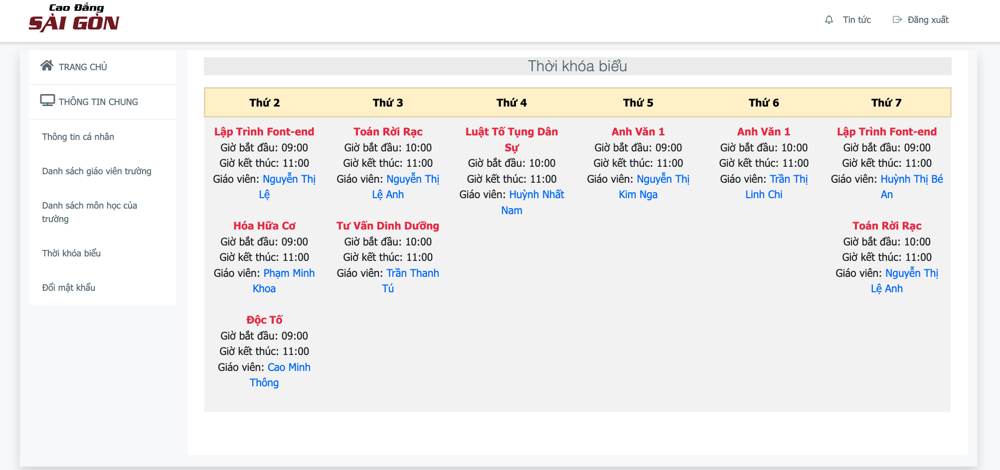 Cao Đẳng
SÀI GÒN
Tin tức
Đăng xuất
TRANG CHỦ
THÔNG TIN CHUNG
Thông tin cá nhân
Danh sách giáo viên trường
Danh sách môn học của
trường
Thời khóa biểu
Đổi mật khẩu
Thời khóa biểu
Thứ 2
Thứ 3
Thứ 4
Thứ 5
Thứ 6
Thứ 7
Lập Trình Font-end
Giờ bắt đầu: 09:00
Giờ kết thúc: 11:00
Giáo viên: Nguyễn Thị
Lệ
Hóa Hữa Cơ
Giờ bắt đầu: 09:00
Giờ kết thúc: 11:00
Giáo viên: Phạm Minh
Khoa
Độc Tố
Giờ bắt đầu: 09:00
Giờ kết thúc: 11:00
Giáo viên: Cao Minh
Thông
Toán Rời Rạc
Giờ bắt đầu: 10:00
Giờ kết thúc: 11:00
Giáo viên: Nguyễn Thị
Lệ Anh
Tư Vấn Dinh Dưỡng
Giờ bắt đầu: 10:00
Giờ kết thúc: 11:00
Giáo viên: Trần Thanh
Tú
Luật Tố Tụng Dân
Sự
Giờ bắt đầu: 10:00
Giờ kết thúc: 11:00
Giáo viên: Huỳnh Nhất
Nam
Anh Văn 1
Giờ bắt đầu: 09:00
Giờ kết thúc: 11:00
Giáo viên: Nguyễn Thị
Kim Nga
Anh Văn 1
Giờ bắt đầu: 10:00
Giờ kết thúc: 11:00
Giáo viên: Trần Thị
Linh Chi
Lập Trình Font-end
Giờ bắt đầu: 09:00
Giờ kết thúc: 11:00
Giáo viên: Huỳnh Thị Bé
An
Toán Rời Rạc
Giờ bắt đầu: 10:00
Giờ kết thúc: 11:00
Giáo viên: Nguyễn Thị
Lệ Anh